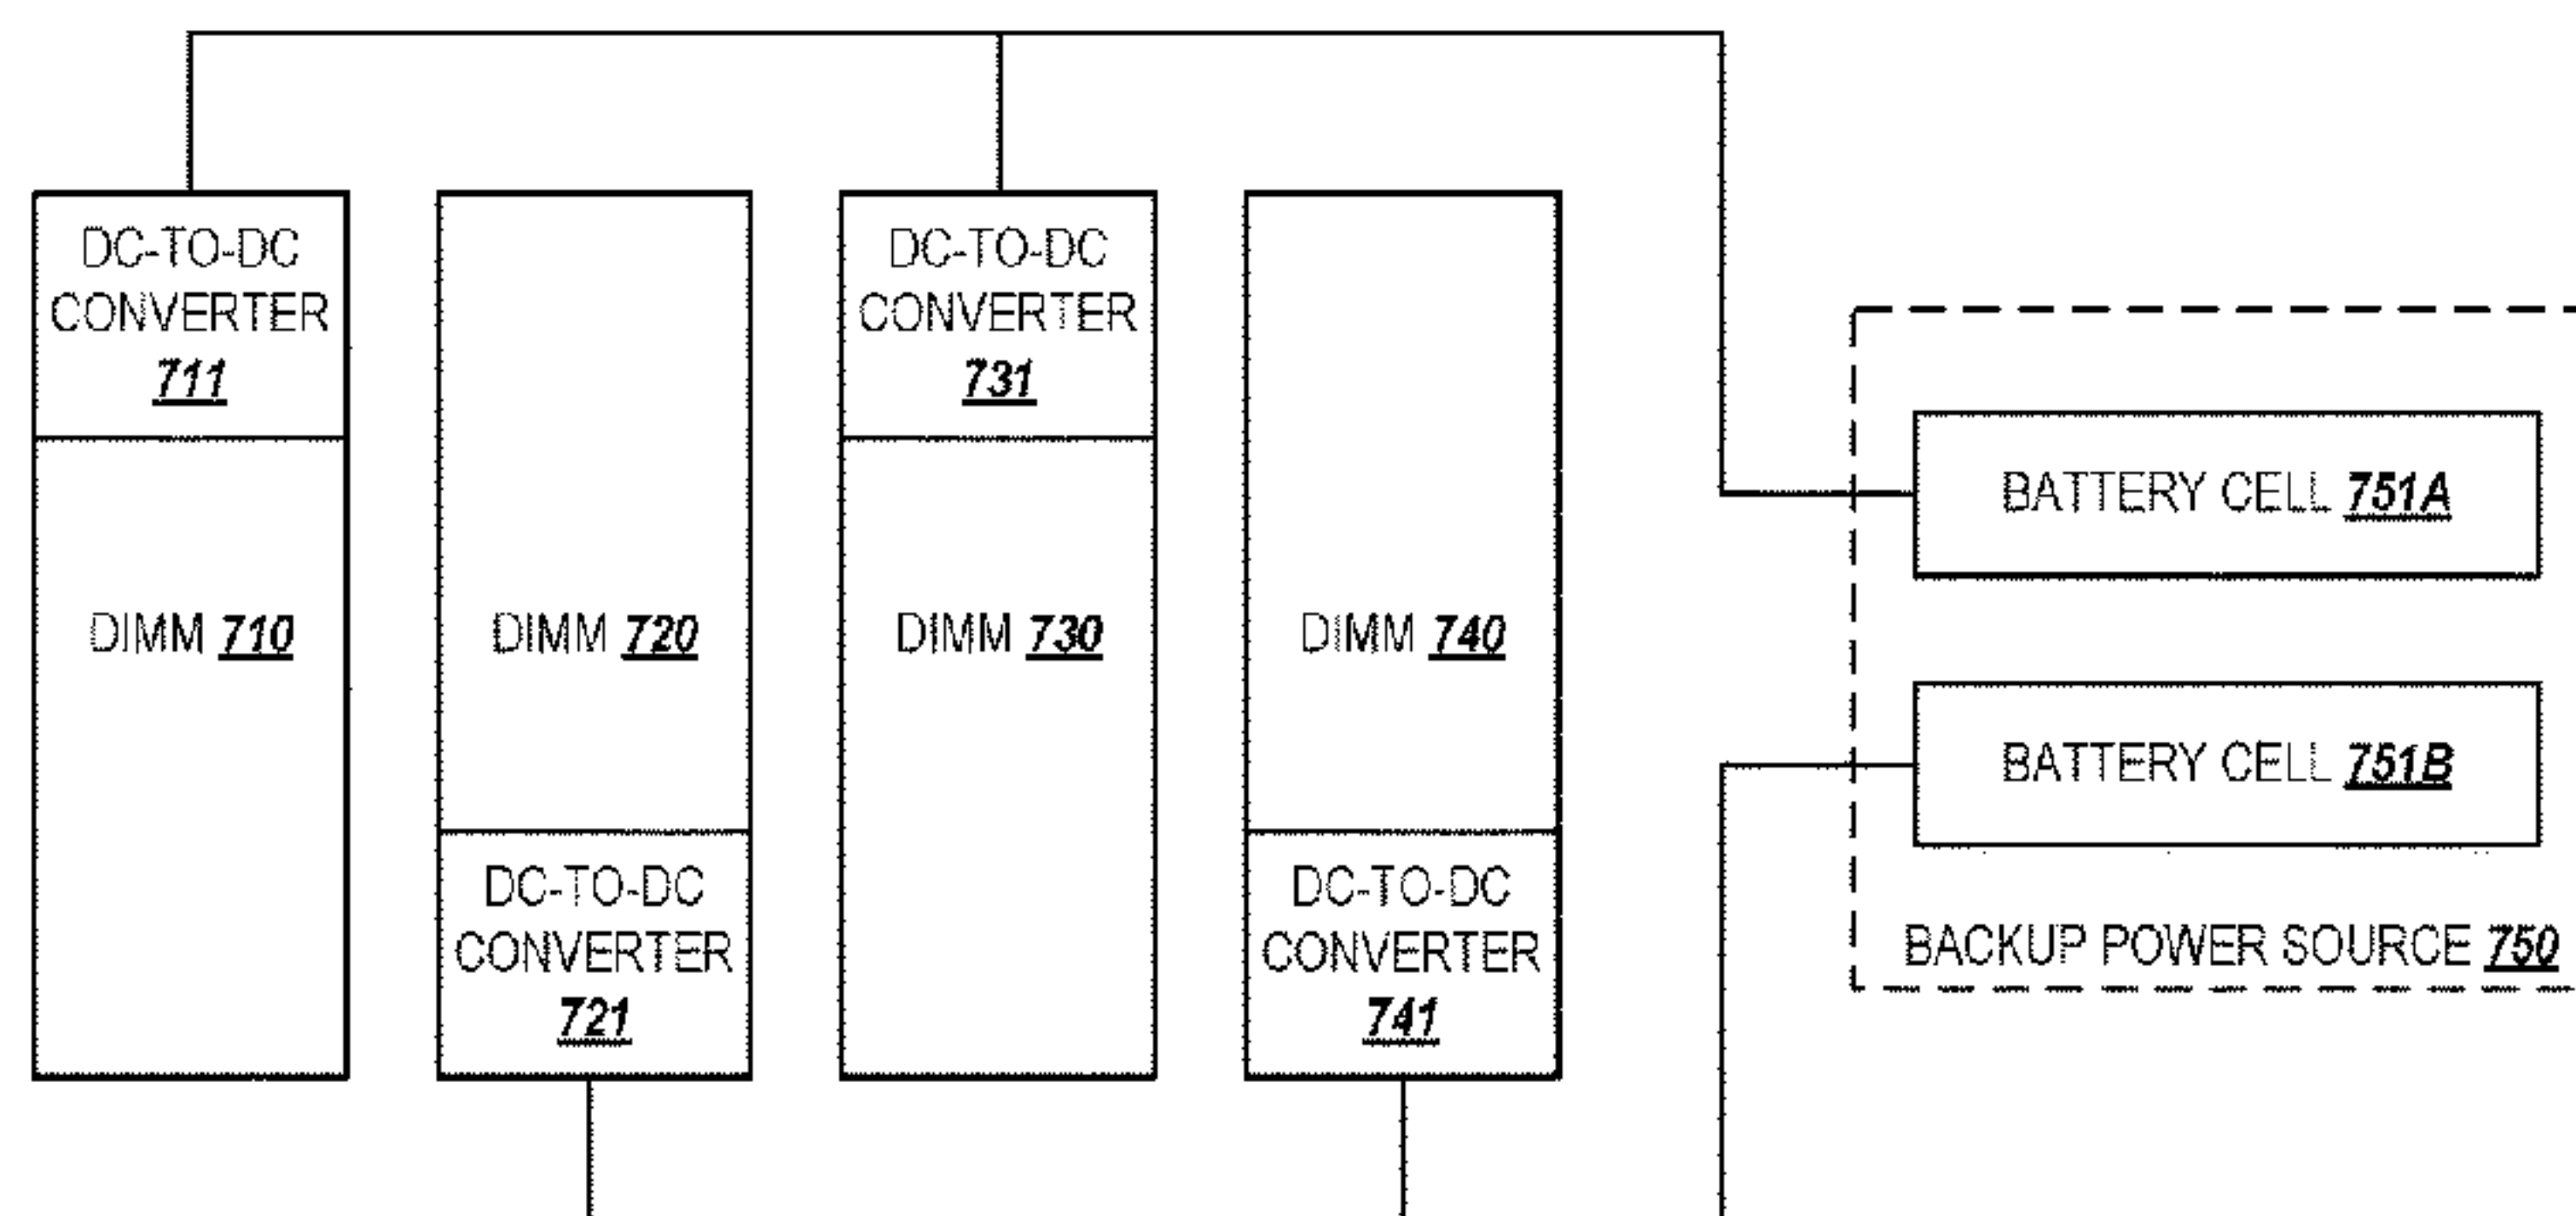 DC-TO-DC
CONVERTER
711
DIMM 710
DIMM 720
DC-TO-DC
CONVERTER
721
DC-TO-DC
CONVERTER
731
DIMM 730
DIMM 740
DC-TO-DC
CONVERTER
741
BATTERY CELL 751A
BATTERY CELL 751B
BACKUP POWER SOURCE 750